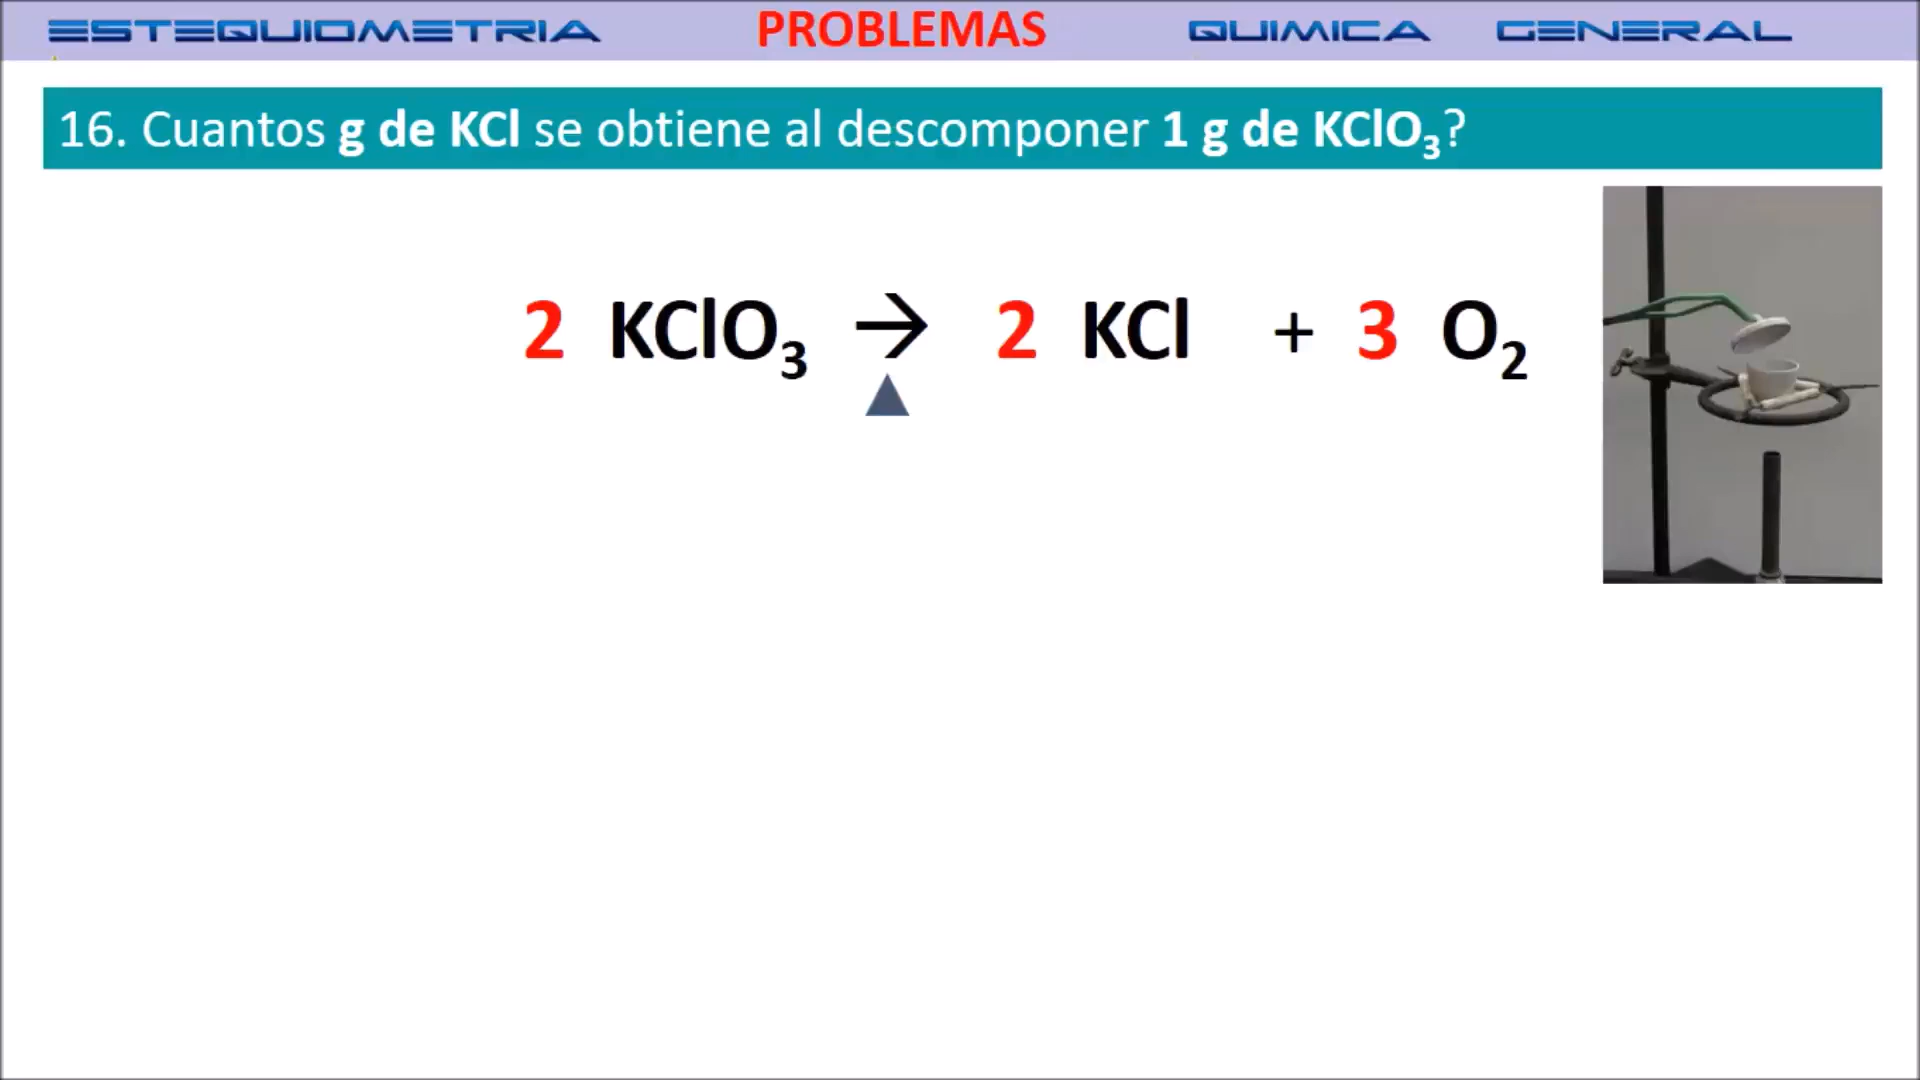 ESTEQUIOMETRIA PROBLEMAS QUIMICA GENERAL
16. Cuantos g de KCl se obtiene al descomponer 1 g de KClO₃?
2 KClO₃ → 2 KCl + 3 O₂